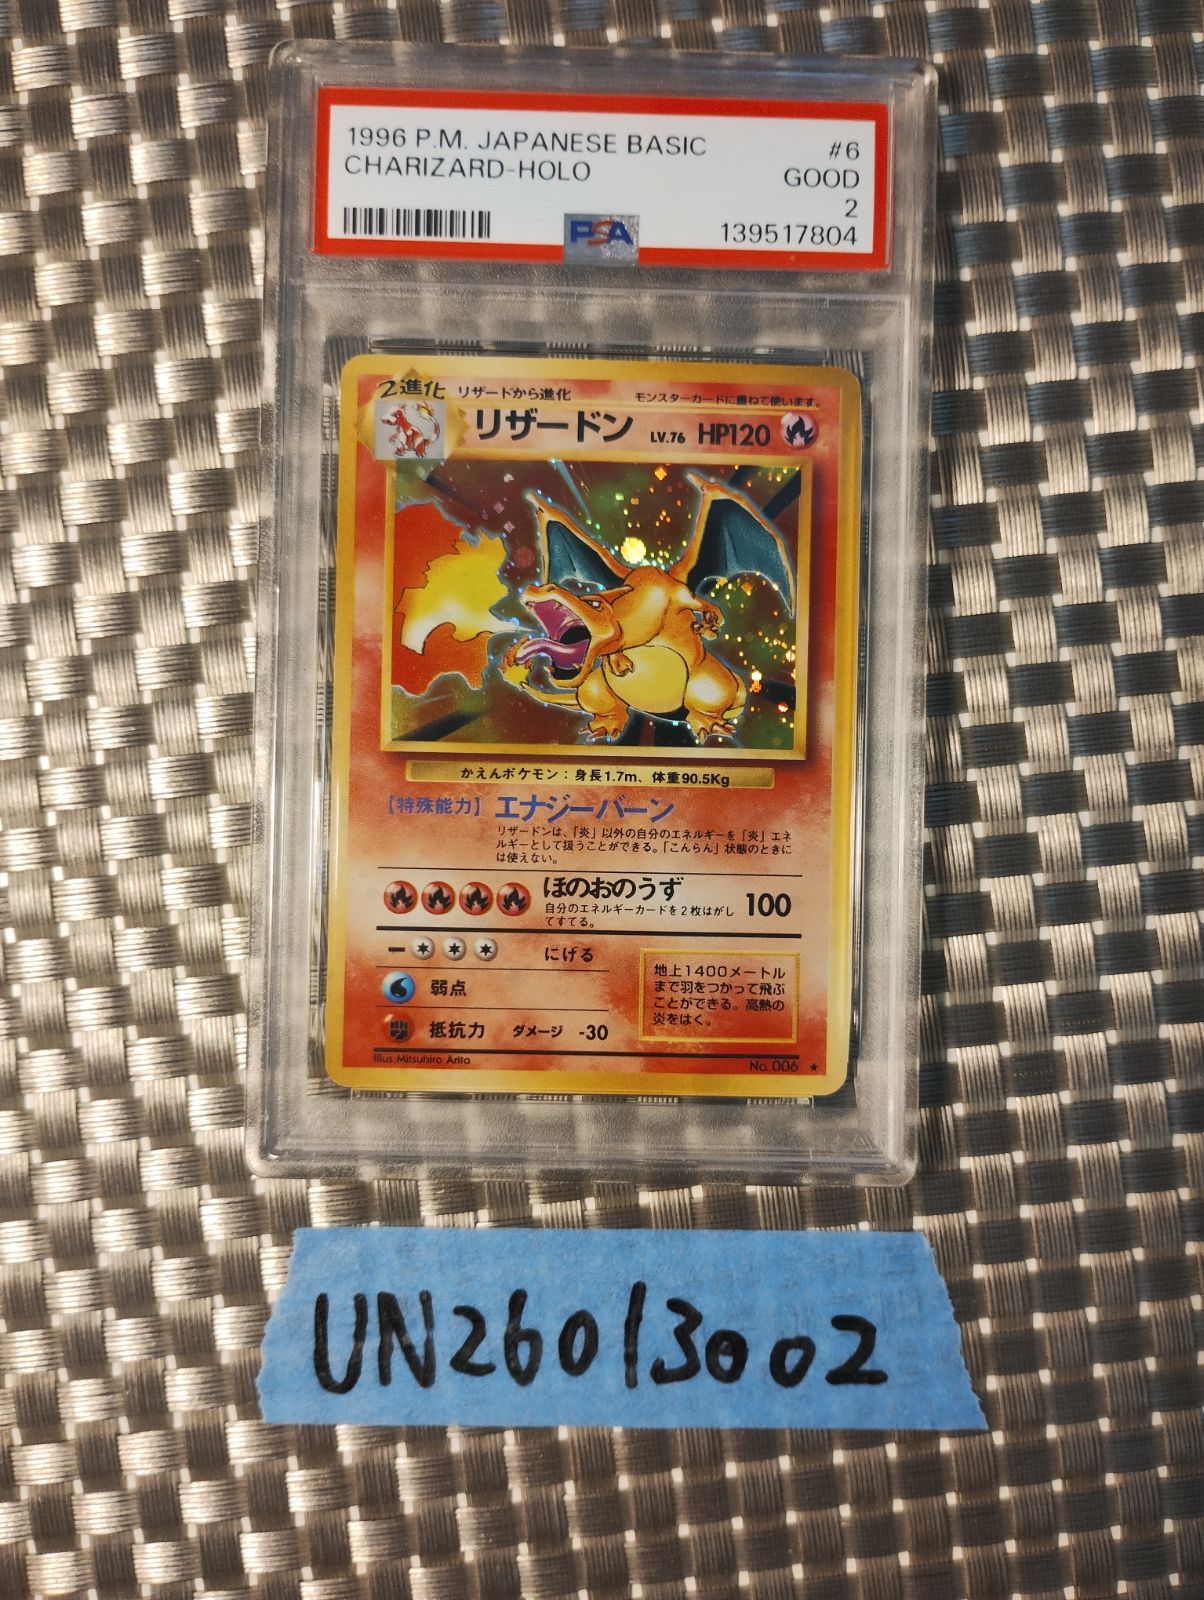 1996 P.M. JAPANESE BASIC #6
CHARIZARD-HOLO GOOD
2
PSA 139517804
2進化 リザードから進化 モンスターカードに重ねて使います。
リザードン LV.76 HP120
かえんポケモン：身長1.7m、体重90.5Kg
【特殊能力】エナジーバーン
リザードンは、「炎」以外の自分のエネルギーを「炎」エネ
ルギーとして扱うことができる。「こんらん」状態のときに
は使えない。
ほのおのうず 100
自分のエネルギーカードを2枚はがし
てすてる。
にげる
弱点
抵抗力 ダメージ -30
地上1400メートル
まで羽をつかって飛ぶ
ことができる。高熱の
炎をはく。
Illus. Mitsuhiro Arita No. 006 ★
UN26013002